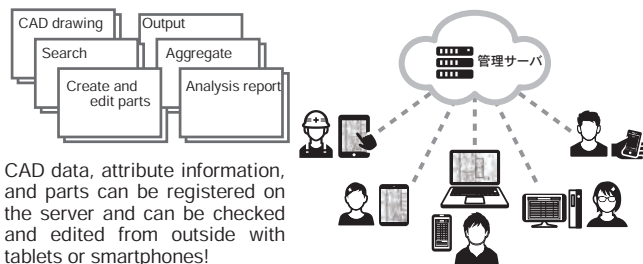 CAD drawing
Output
Search
Aggregate
Create and
edit parts
Analysis report
管理サーバ
CAD data, attribute information,
and parts can be registered on
the server and can be checked
and edited from outside with
tablets or smartphones!